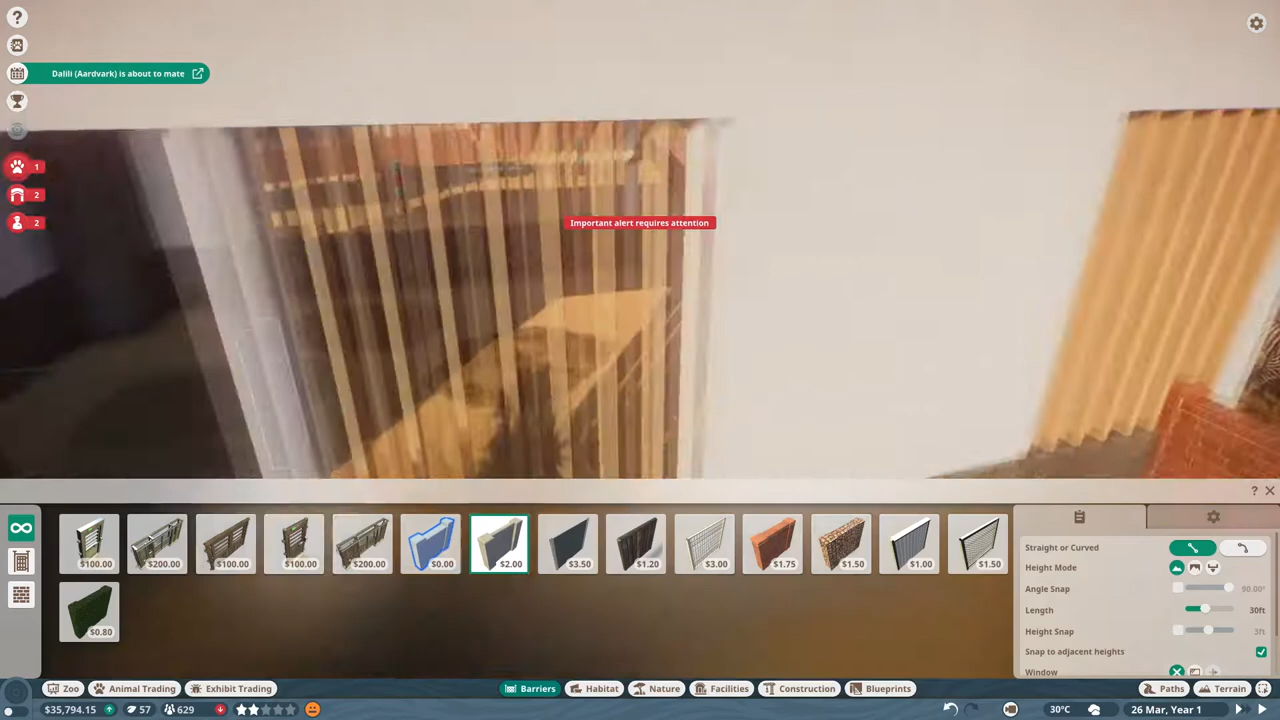 ?
Dalili (Aardvark) is about to mate
1
2
2
Important alert requires attention
?
$100.00
$200.00
$100.00
$100.00
$200.00
$0.00
$2.00
$3.50
$1.20
$3.00
$1.75
$1.50
$1.00
$1.50
$0.80
Straight or Curved
Height Mode
Angle Snap 90.00°
Length 30ft
Height Snap 3ft
Snap to adjacent heights
Window
Zoo Animal Trading Exhibit Trading Barriers Habitat Nature Facilities Construction Blueprints Paths Terrain
$35,794.15 57 629 30°C 26 Mar, Year 1